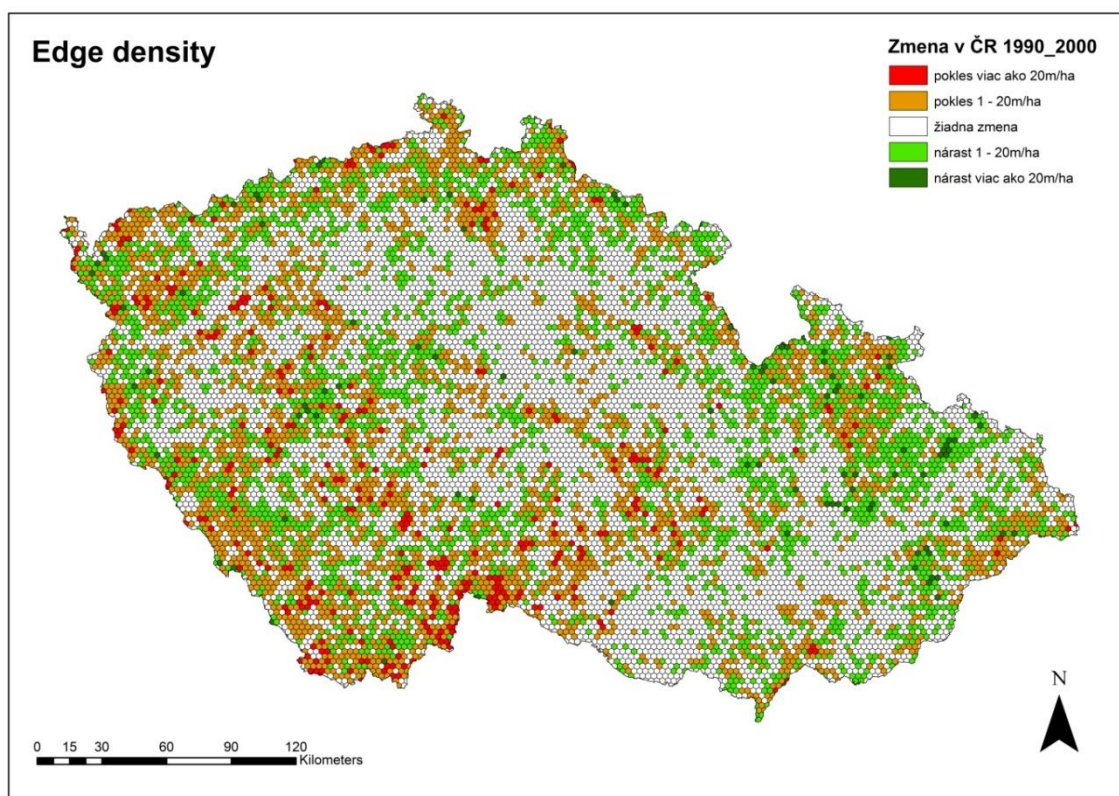 Edge density
Zmena v ČR 1990_2000
pokles viac ako 20m/ha
pokles 1 - 20m/ha
žiadna zmena
nárast 1 - 20m/ha
nárast viac ako 20m/ha
N
0 15 30 60 90 120
Kilometers